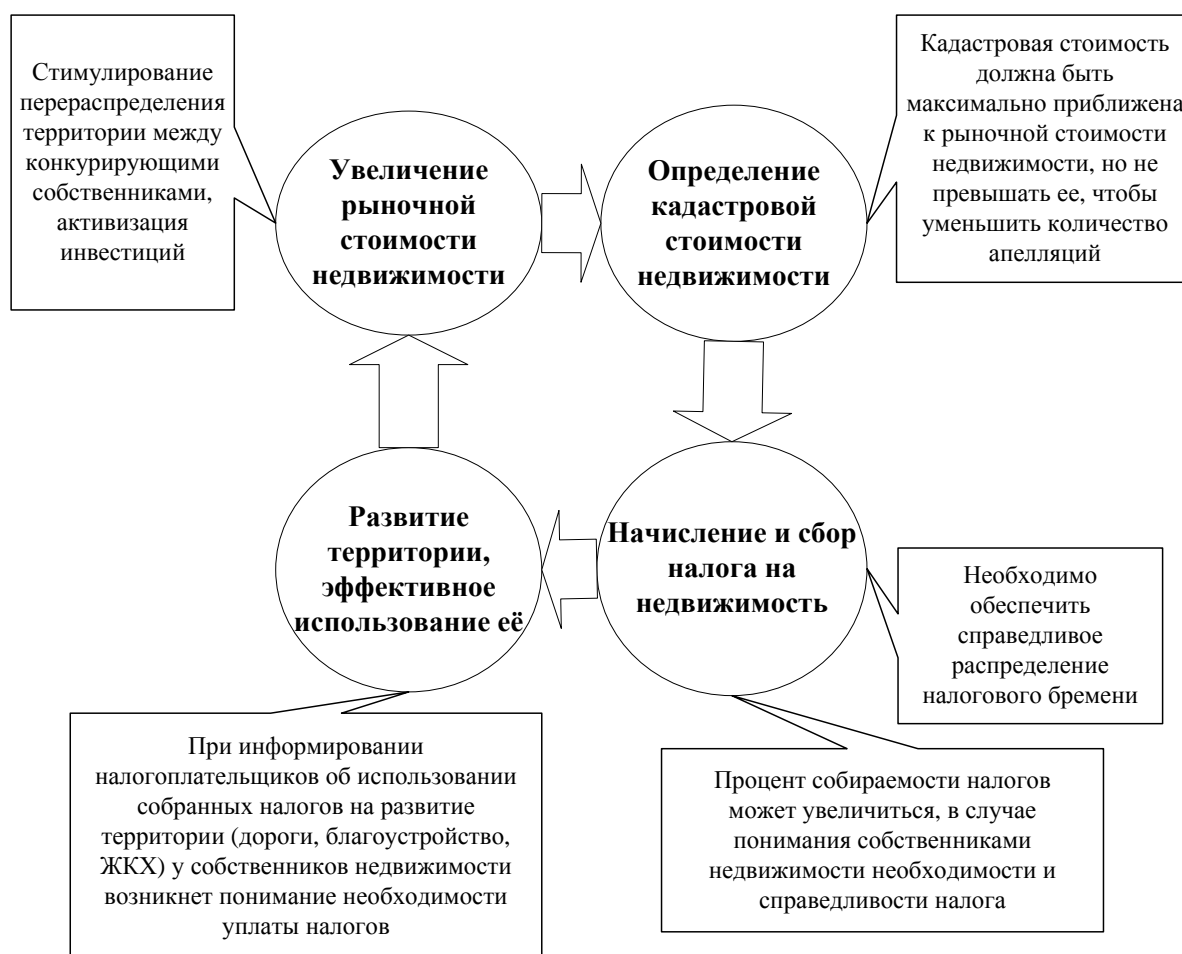 Стимулирование
перераспределения
территории между
конкурирующими
собственниками,
активизация
инвестиций
Увеличение
рыночной
стоимости
недвижимости
Определение
кадастровой
стоимости
недвижимости
Кадастровая стоимость
должна быть
максимально приближена
к рыночной стоимости
недвижимости, но не
превышать ее, чтобы
уменьшить количество
апелляций
Развитие
территории,
эффективное
использование её
Начисление и сбор
налога на
недвижимость
Необходимо
обеспечить
справедливое
распределение
налогового бремени
При информировании
налогоплательщиков об использовании
собранных налогов на развитие
территории (дороги, благоустройство,
ЖКХ) у собственников недвижимости
возникнет понимание необходимости
уплаты налогов
Процент собираемости налогов
может увеличиться, в случае
понимания собственниками
недвижимости необходимости и
справедливости налога